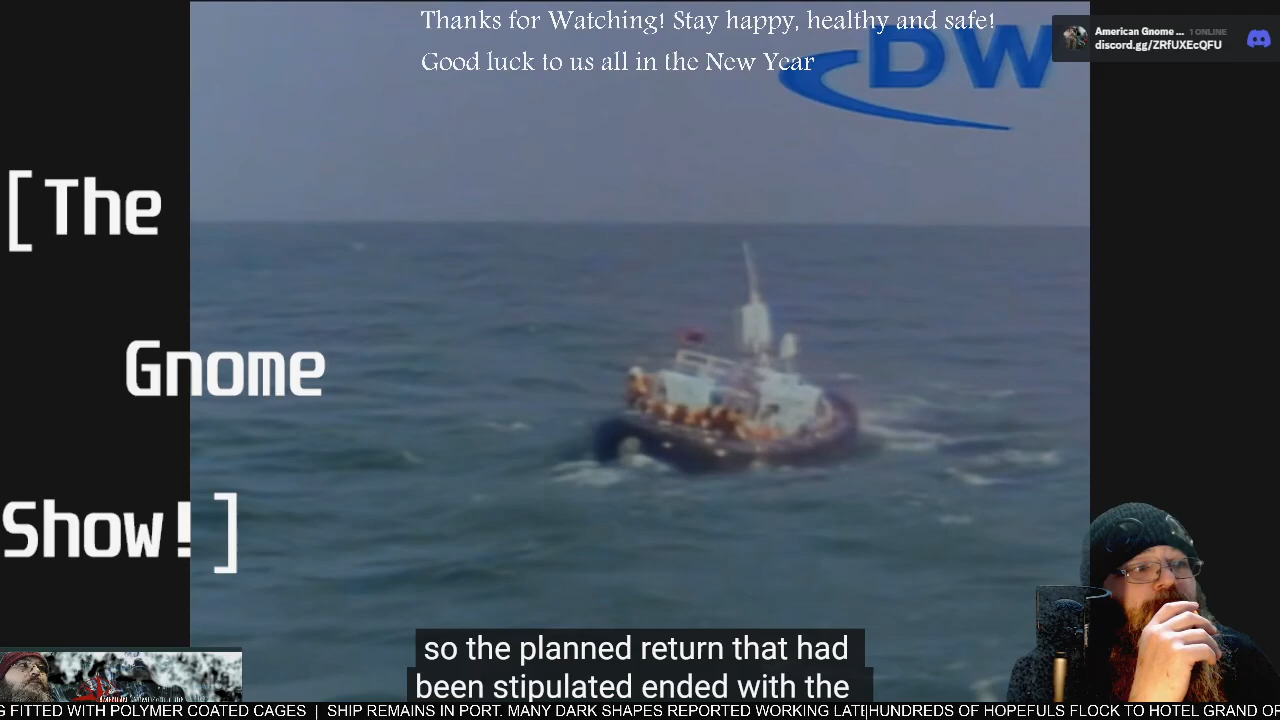 Thanks for Watching! Stay happy, healthy and safe!
Good luck to us all in the New Year
American Gnome ... 1 ONLINE
discord.gg/ZRfUXEcQFU
DW
[The
Gnome
Show!]
so the planned return that had
been stipulated ended with the
G FITTED WITH POLYMER COATED CAGES | SHIP REMAINS IN PORT. MANY DARK SHAPES REPORTED WORKING LATE|HUNDREDS OF HOPEFULS FLOCK TO HOTEL GRAND OP